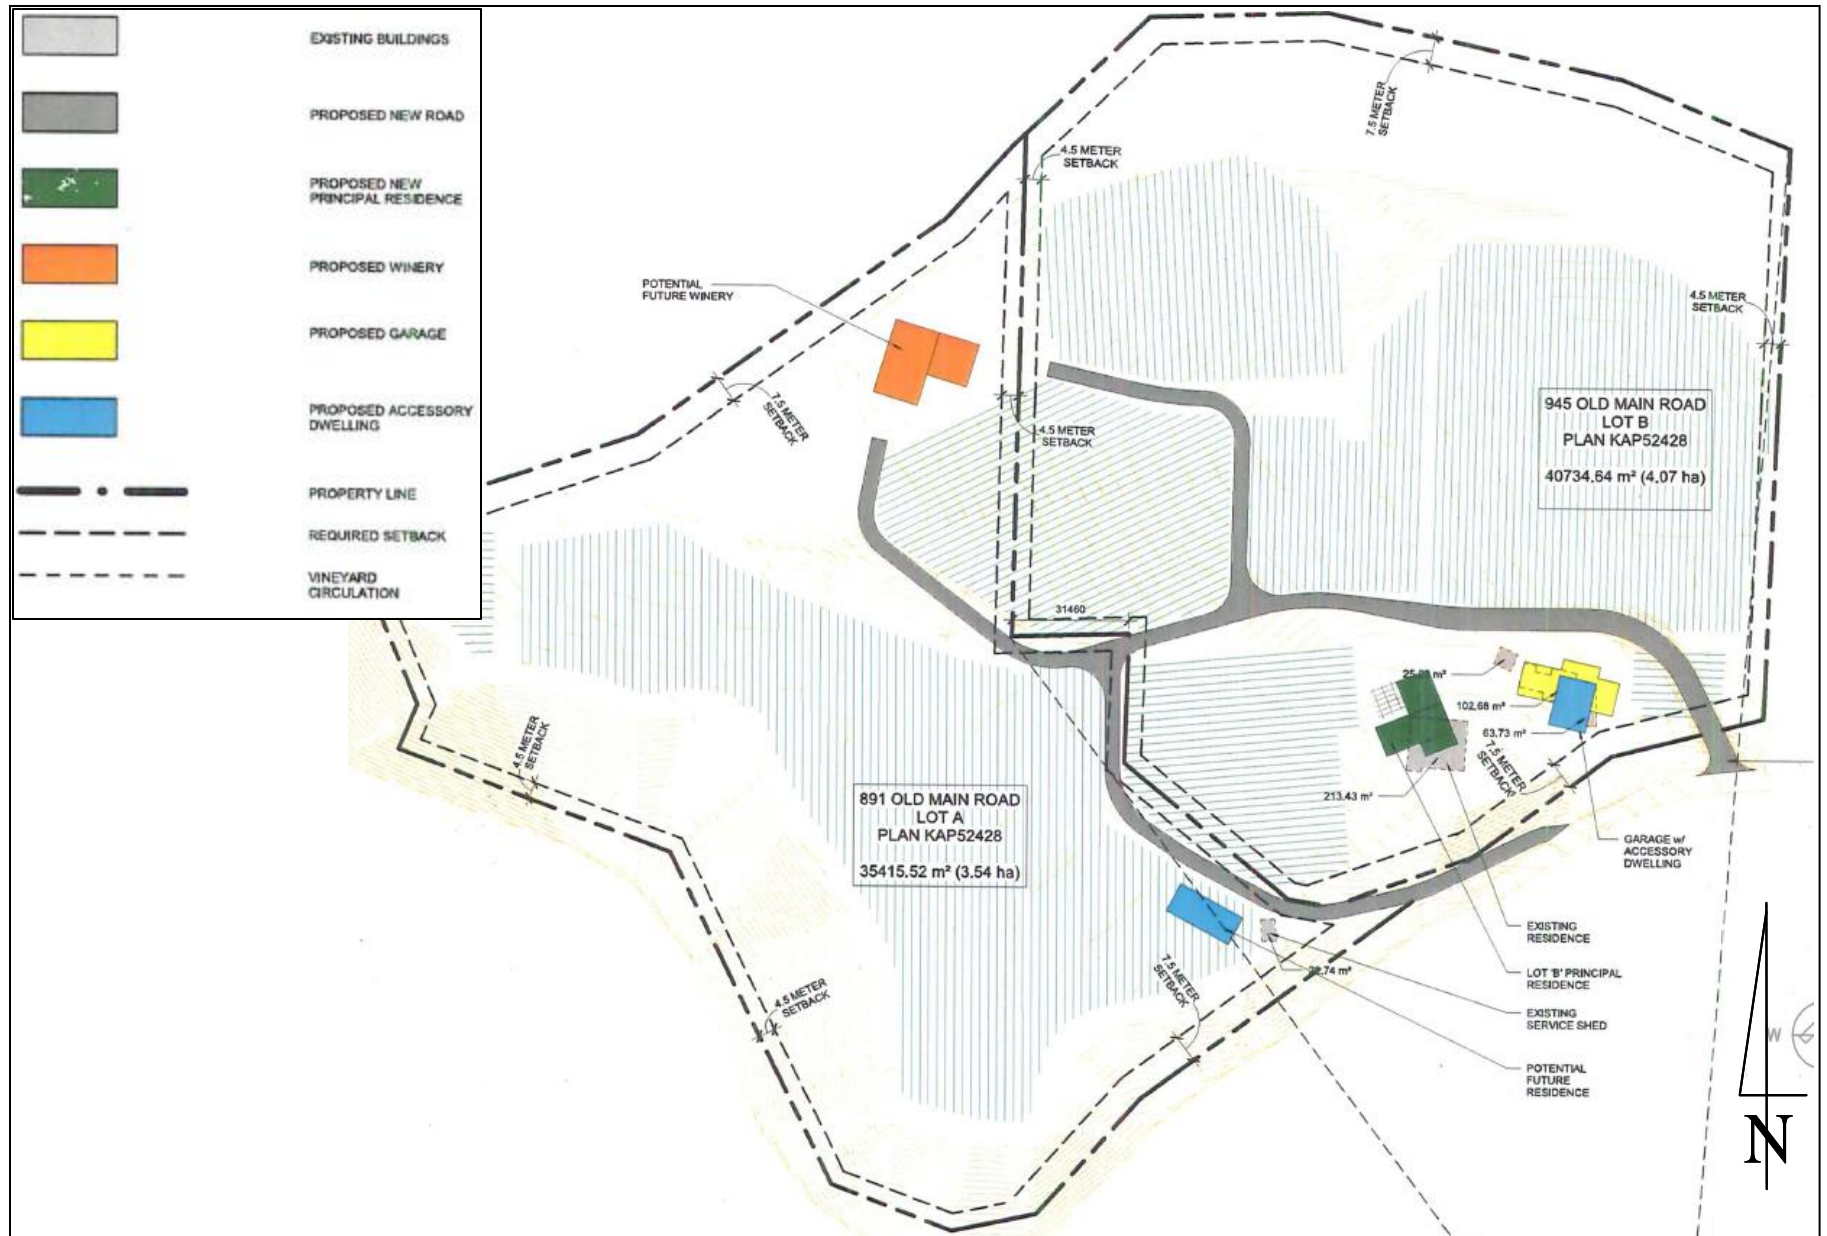 EXISTING BUILDINGS
PROPOSED NEW ROAD
PROPOSED NEW
PRINCIPAL RESIDENCE
PROPOSED WINERY
PROPOSED GARAGE
PROPOSED ACCESSORY
DWELLING
PROPERTY LINE
REQUIRED SETBACK
VINEYARD
CIRCULATION
7.5 METER
SETBACK
4.5 METER
SETBACK
POTENTIAL
FUTURE WINERY
4.5 METER
SETBACK
7.5 METER
SETBACK
4.5 METER
SETBACK
945 OLD MAIN ROAD
LOT B
PLAN KAP52428
40734.64 m² (4.07 ha)
31460
m²
102.68 m²
63.73 m²
7.5 METER
SETBACK
213.43 m²
4.5 METER
SETBACK
891 OLD MAIN ROAD
LOT A
PLAN KAP52428
35415.52 m² (3.54 ha)
GARAGE w/
ACCESSORY
DWELLING
EXISTING
RESIDENCE
LOT 'B' PRINCIPAL
RESIDENCE
EXISTING
SERVICE SHED
POTENTIAL
FUTURE
RESIDENCE
m²
7.5 METER
SETBACK
4.5 METER
SETBACK
W
N